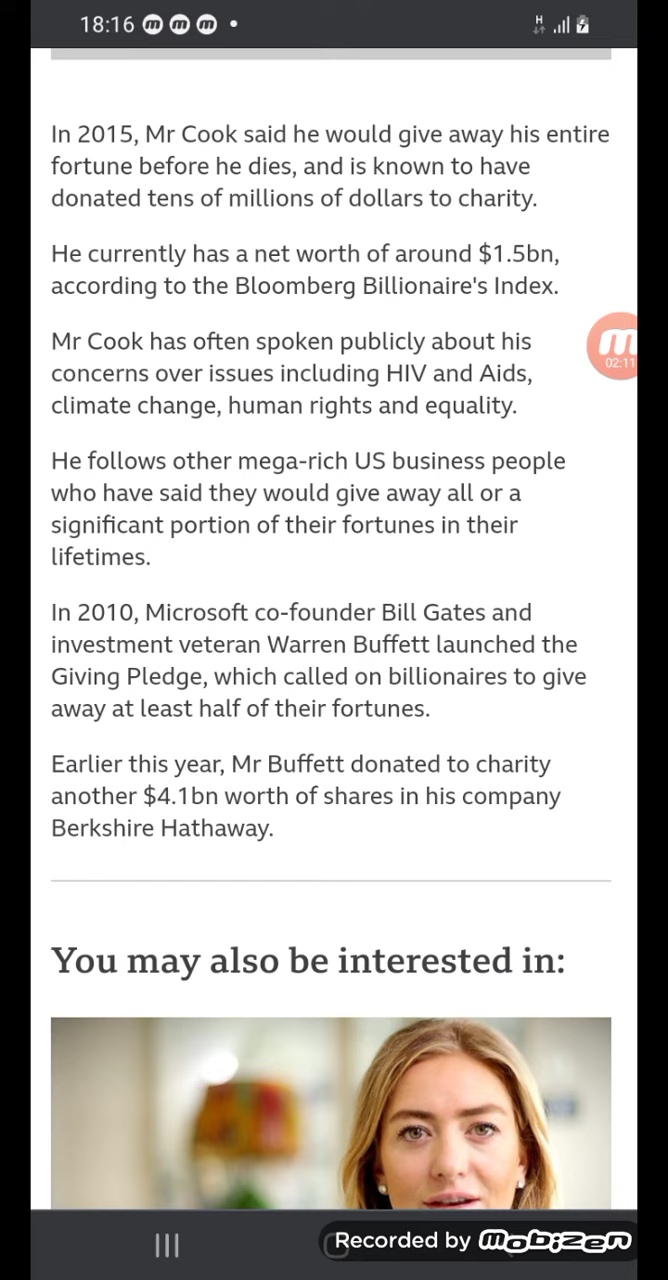 18:16 m m m •
H
In 2015, Mr Cook said he would give away his entire
fortune before he dies, and is known to have
donated tens of millions of dollars to charity.
He currently has a net worth of around $1.5bn,
according to the Bloomberg Billionaire's Index.
m
02:11
Mr Cook has often spoken publicly about his
concerns over issues including HIV and Aids,
climate change, human rights and equality.
He follows other mega-rich US business people
who have said they would give away all or a
significant portion of their fortunes in their
lifetimes.
In 2010, Microsoft co-founder Bill Gates and
investment veteran Warren Buffett launched the
Giving Pledge, which called on billionaires to give
away at least half of their fortunes.
Earlier this year, Mr Buffett donated to charity
another $4.1bn worth of shares in his company
Berkshire Hathaway.
You may also be interested in:
Recorded by mobizen